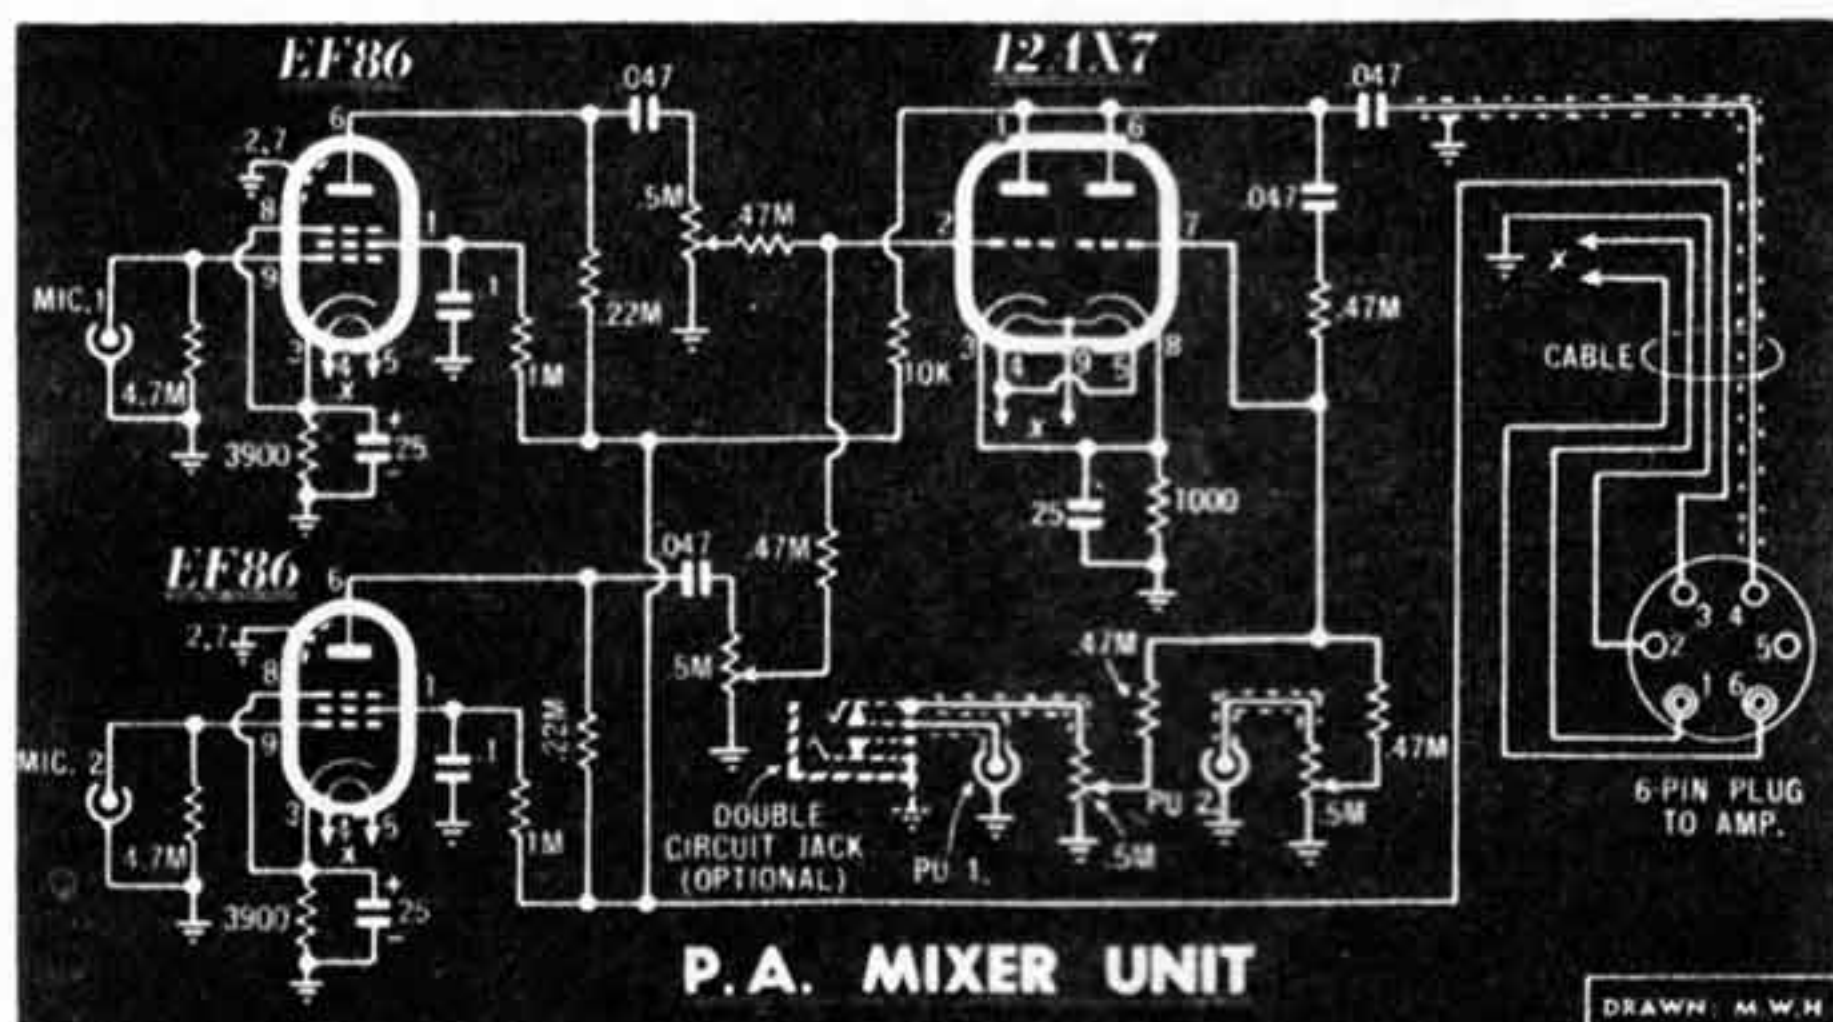 EF86
12AX7
.047
.047
6
1
6
2.7
8
1
.5M
.47M
2
7
.047
9
MIC.1
.1
.22M
.47M
X
3
4
5
X
4.7M
1M
10K
3
4
9
5
8
X
CABLE
3900
+
25
-
25
1000
EF86
6
.047
.47M
2.7
8
1
.5M
.47M
3
4
2
5
1
6
9
MIC. 2
.1
.22M
.47M
3
4
5
X
4.7M
1M
DOUBLE
CIRCUIT JACK
(OPTIONAL)
PU 1.
.5M
PU 2
.5M
6-PIN PLUG
TO AMP.
3900
+
25
-
P.A. MIXER UNIT
DRAWN: M.W.H